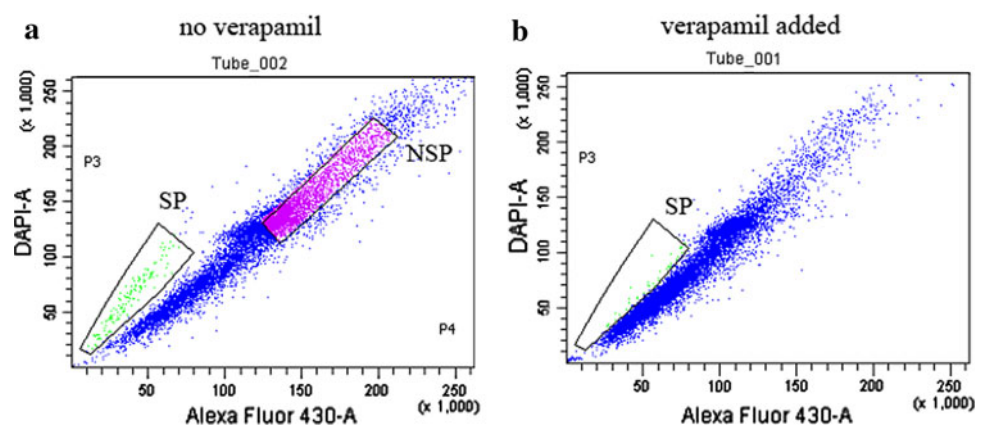 a
no verapamil
Tube_002
(x 1,000)
250
200
150
100
50
DAPI-A
P3
SP
NSP
P4
50
100
150
200
250
Alexa Fluor 430-A
(x 1,000)
b
verapamil added
Tube_001
(x 1,000)
250
200
150
100
50
DAPI-A
P3
SP
50
100
150
200
250
Alexa Fluor 430-A
(x 1,000)